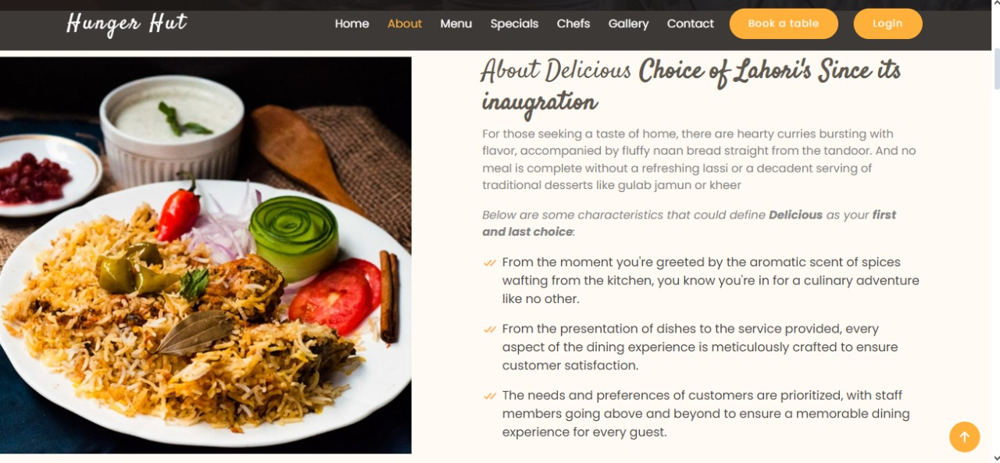 Hunger Hut
Home About Menu Specials Chefs Gallery Contact Book a table Login
About Delicious Choice of Lahori's Since its
inaugration
For those seeking a taste of home, there are hearty curries bursting with
flavor, accompanied by fluffy naan bread straight from the tandoor. And no
meal is complete without a refreshing lassi or a decadent serving of
traditional desserts like gulab jamun or kheer
Below are some characteristics that could define Delicious as your first
and last choice:
From the moment you're greeted by the aromatic scent of spices
wafting from the kitchen, you know you're in for a culinary adventure
like no other.
From the presentation of dishes to the service provided, every
aspect of the dining experience is meticulously crafted to ensure
customer satisfaction.
The needs and preferences of customers are prioritized, with staff
members going above and beyond to ensure a memorable dining
experience for every guest.